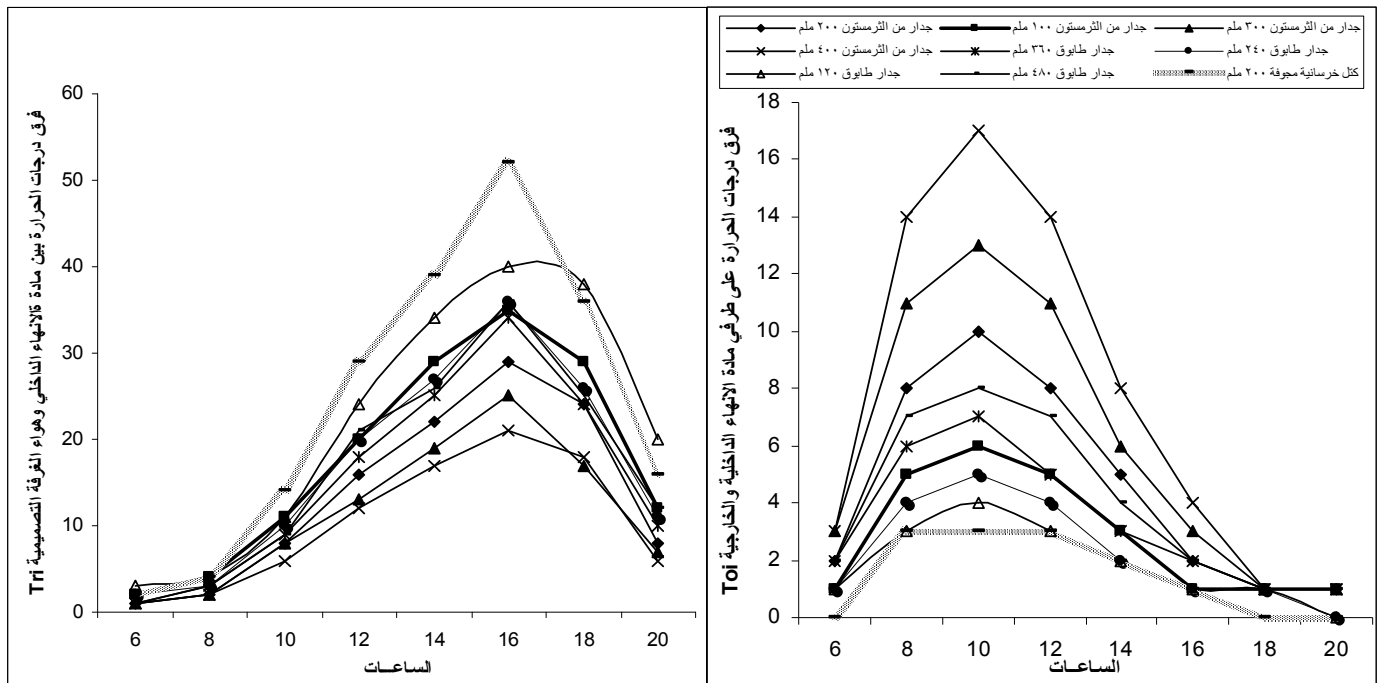 فرق درجات الحرارة بين مادة فالانهاء الداخلي وهواء الغرفة التصميمية Tri
60
50
40
30
20
10
0
6 8 10 12 14 16 18 20
الساعــات
جدار من الثرمستون ٢٠٠ ملم
جدار من الثرمستون ١٠٠ ملم
جدار من الثرمستون ٣٠٠ ملم
جدار من الثرمستون ٤٠٠ ملم
جدار طابوق ٣٦٠ ملم
جدار طابوق ٢٤٠ ملم
جدار طابوق ١٢٠ ملم
جدار طابوق ٤٨٠ ملم
كتل خرسانية مجوفة ٢٠٠ ملم
فرق درجات الحرارة على طرفي مادة الانهاء الداخلية والخارجية Toi
18
16
14
12
10
8
6
4
2
0
6 8 10 12 14 16 18 20
الساعــات